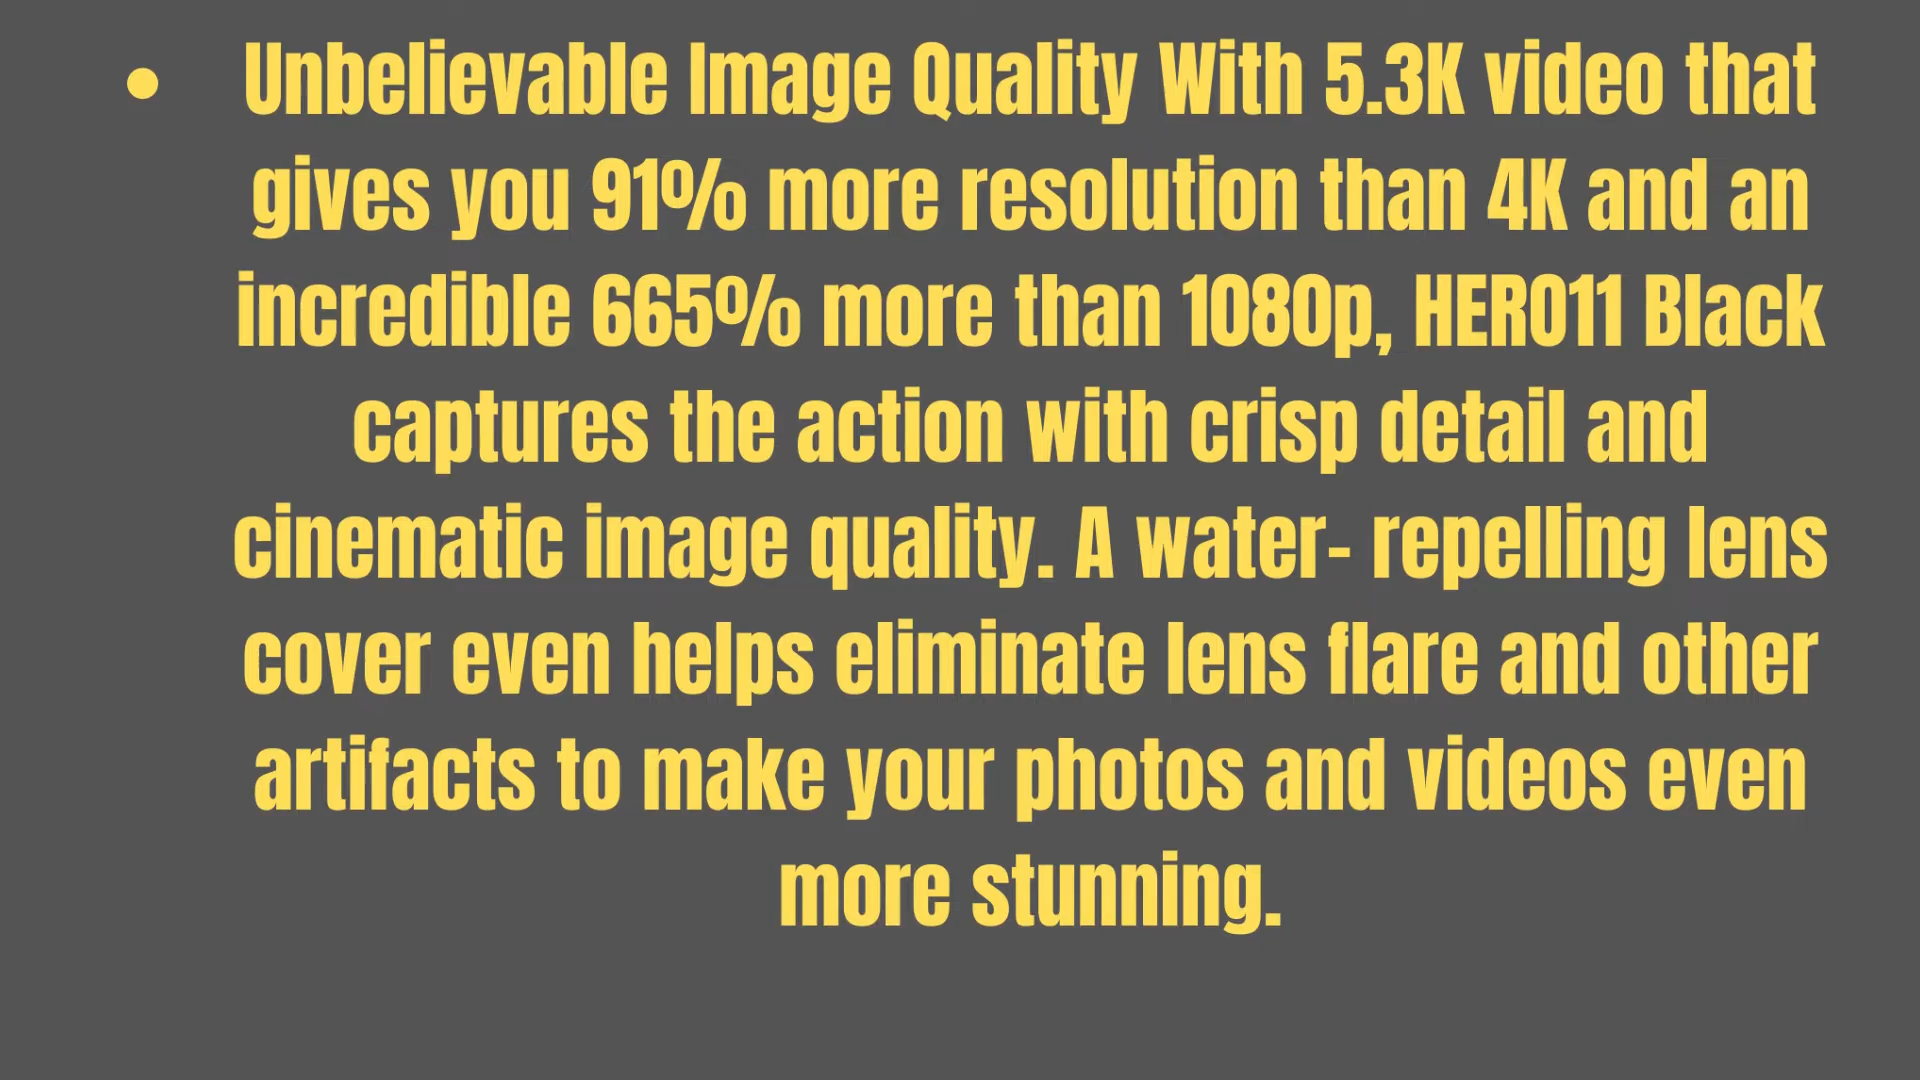 • Unbelievable Image Quality With 5.3K video that
gives you 91% more resolution than 4K and an
incredible 665% more than 1080p, HERO11 Black
captures the action with crisp detail and
cinematic image quality. A water- repelling lens
cover even helps eliminate lens flare and other
artifacts to make your photos and videos even
more stunning.